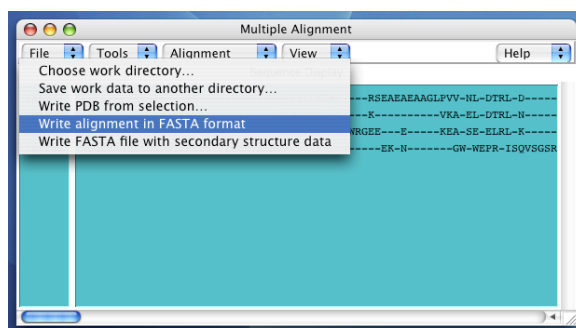 Multiple Alignment
File Tools Alignment View Help
Choose work directory...
Save work data to another directory...
Write PDB from selection...
Write alignment in FASTA format
Write FASTA file with secondary structure data
Sequence Display
--RSEAEAEAAGLPVV-NL-DTRL-D-----
--K--------VKA-EL-DTRL-N-----
WRGEE---E-----KEA-SE-ELRL-K-----
----EK-N-------GW-WEPR-ISQVSGSR